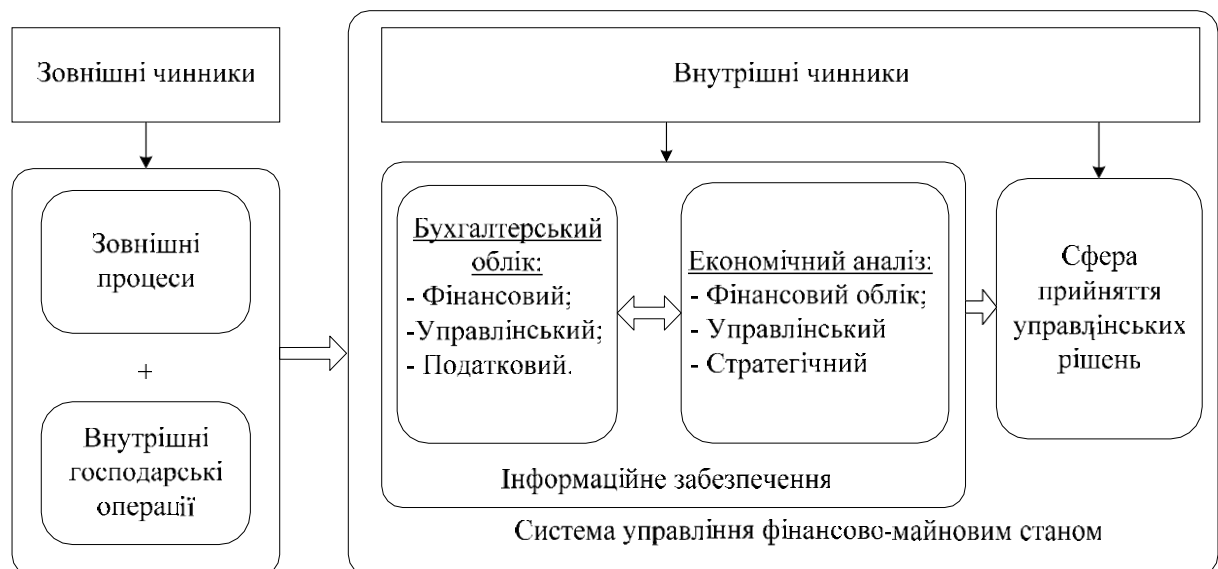 Зовнішні чинники
Внутрішні чинники
Зовнішні
процеси
+
Внутрішні
господарські
операції
Бухгалтерський
облік:
- Фінансовий;
-Управлінський;
- Податковий.
Економічний аналіз:
- Фінансовий облік;
- Управлінський
- Стратегічний
Сфера
прийняття
управлінських
рішень
Інформаційне забезпечення
Система управління фінансово-майновим станом